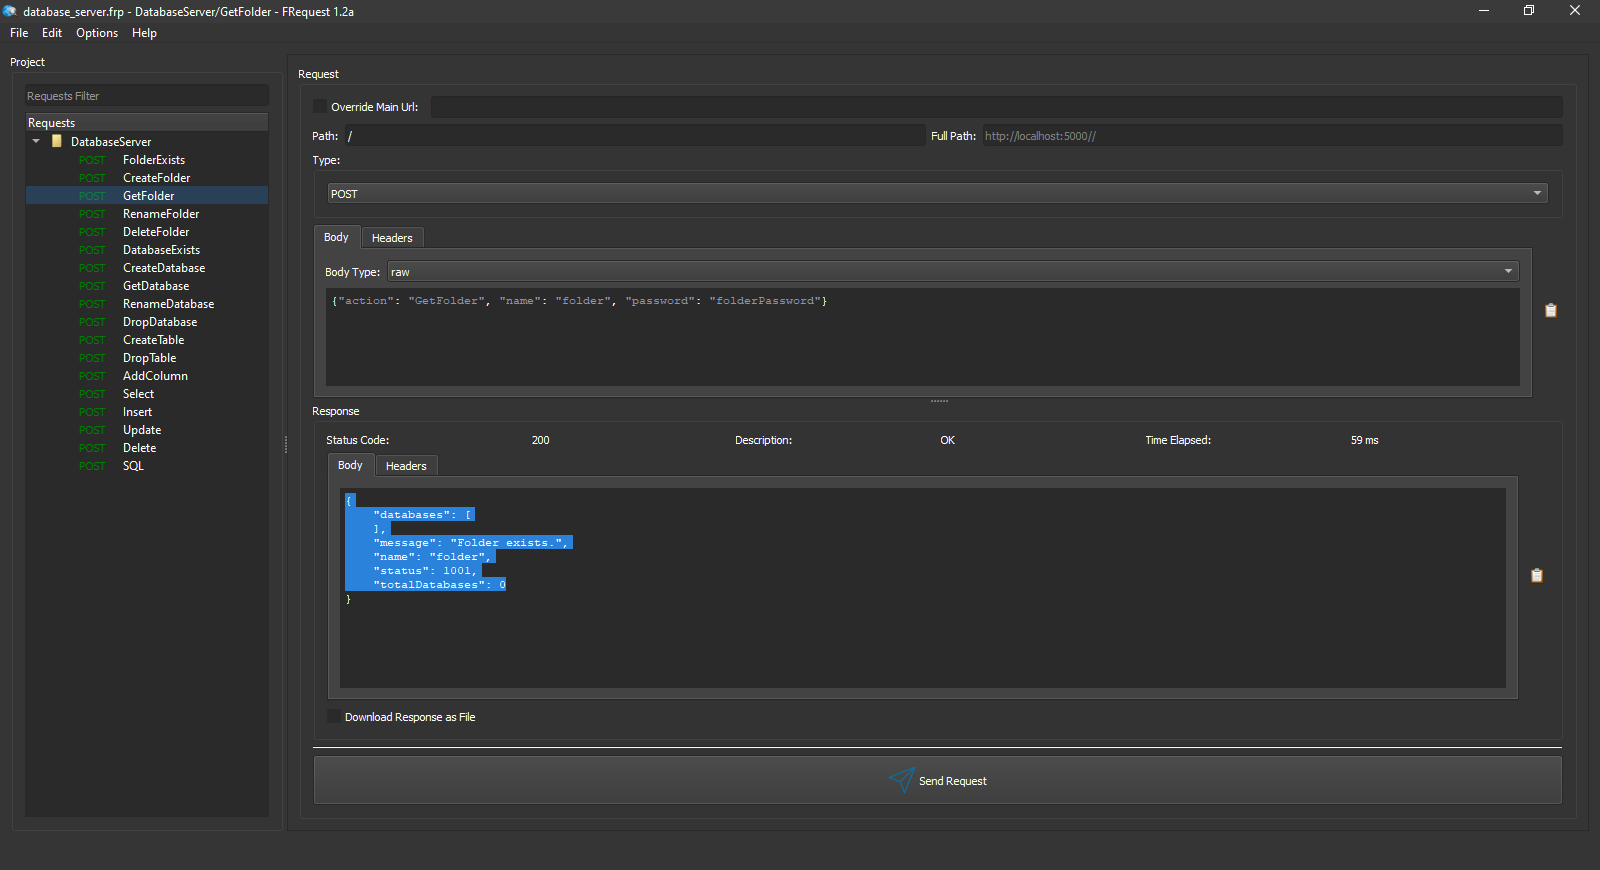 database_server.frp - DatabaseServer/GetFolder - FRequest 1.2a
File Edit Options Help
Project
Requests Filter
Requests
DatabaseServer
POST FolderExists
POST CreateFolder
POST GetFolder
POST RenameFolder
POST DeleteFolder
POST DatabaseExists
POST CreateDatabase
POST GetDatabase
POST RenameDatabase
POST DropDatabase
POST CreateTable
POST DropTable
POST AddColumn
POST Select
POST Insert
POST Update
POST Delete
POST SQL
Request
Override Main Url:
Path: / Full Path: http://localhost:5000//
Type:
POST
Body Headers
Body Type: raw
{"action": "GetFolder", "name": "folder", "password": "folderPassword"}
Response
Status Code: 200 Description: OK Time Elapsed: 59 ms
Body Headers
{
"databases": [
],
"message": "Folder exists.",
"name": "folder",
"status": 1001,
"totalDatabases": 0
}
Download Response as File
Send Request